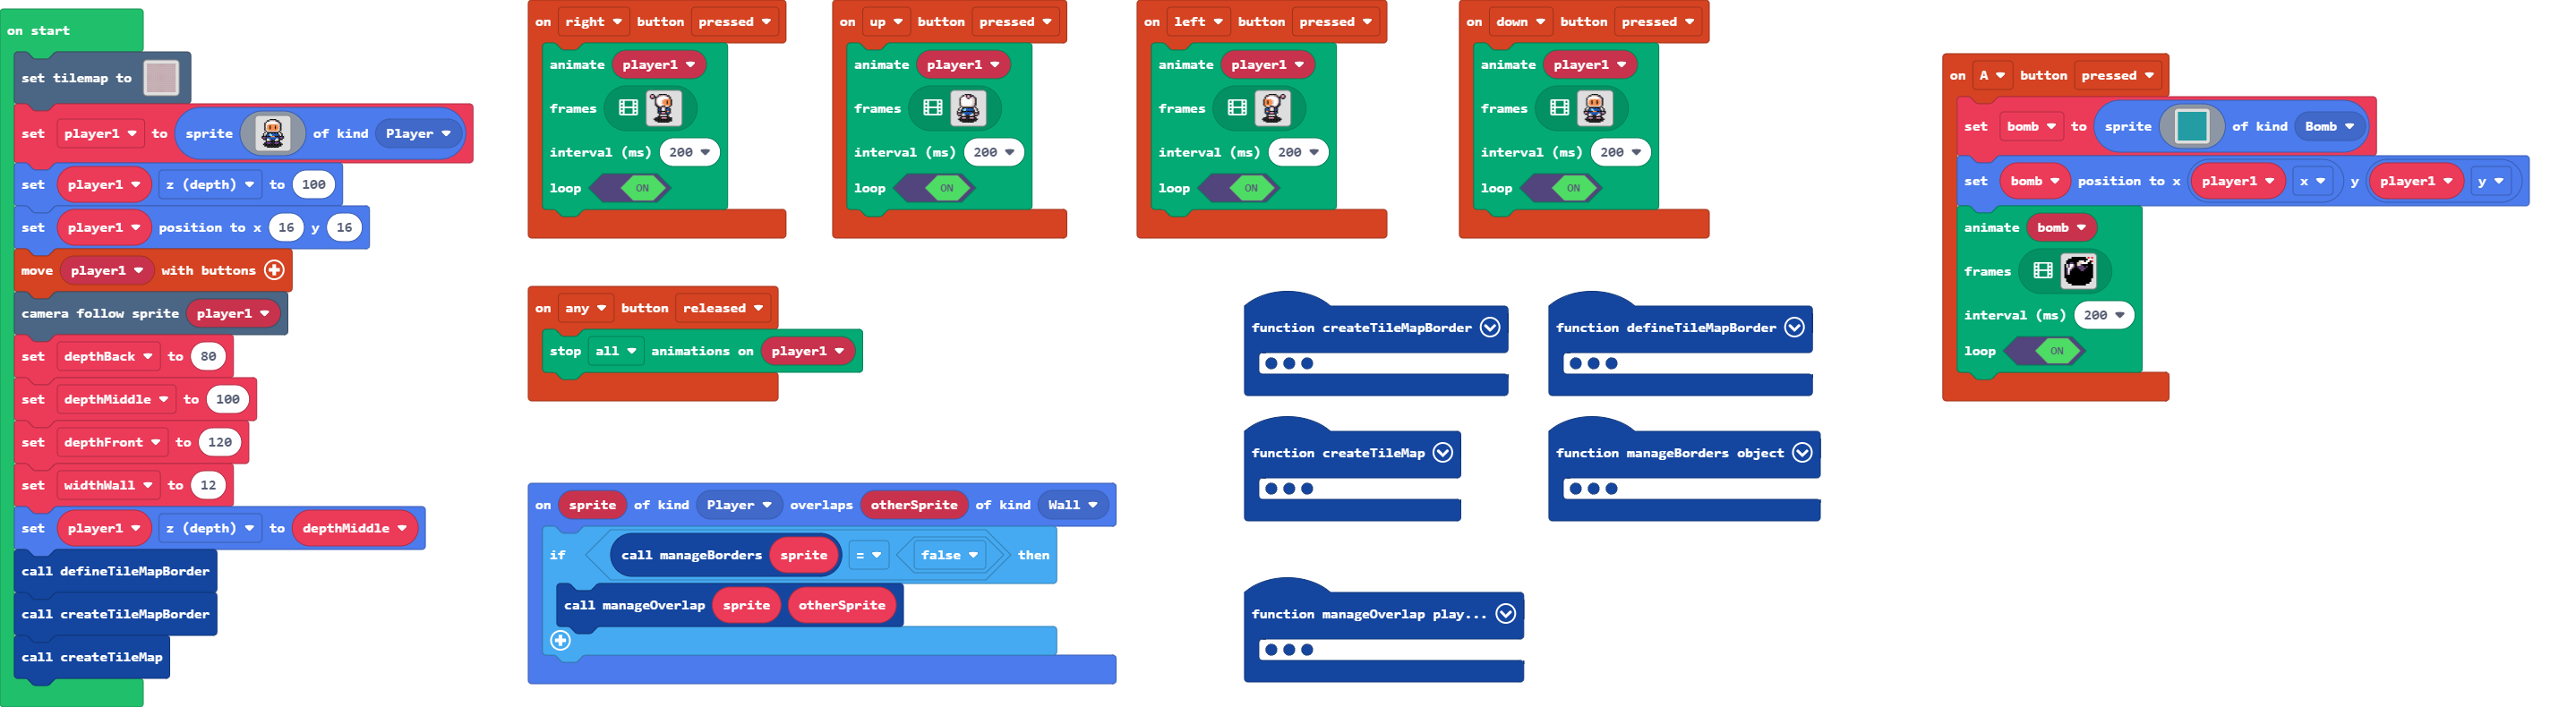 on start
set tilemap to
set player1 to sprite of kind Player
set player1 z (depth) to 100
set player1 position to x 16 y 16
move player1 with buttons
camera follow sprite player1
set depthBack to 80
set depthMiddle to 100
set depthFront to 120
set widthWall to 12
set player1 z (depth) to depthMiddle
call defineTileMapBorder
call createTileMapBorder
call createTileMap
on right button pressed
animate player1
frames
interval (ms) 200
loop ON
on up button pressed
animate player1
frames
interval (ms) 200
loop ON
on left button pressed
animate player1
frames
interval (ms) 200
loop ON
on down button pressed
animate player1
frames
interval (ms) 200
loop ON
on any button released
stop all animations on player1
on sprite of kind Player overlaps otherSprite of kind Wall
if call manageBorders sprite = false then
call manageOverlap sprite otherSprite
function createTileMapBorder
function defineTileMapBorder
function createTileMap
function manageBorders object
function manageOverlap play...
on A button pressed
set bomb to sprite of kind Bomb
set bomb position to x player1 x y player1 y
animate bomb
frames
interval (ms) 200
loop ON